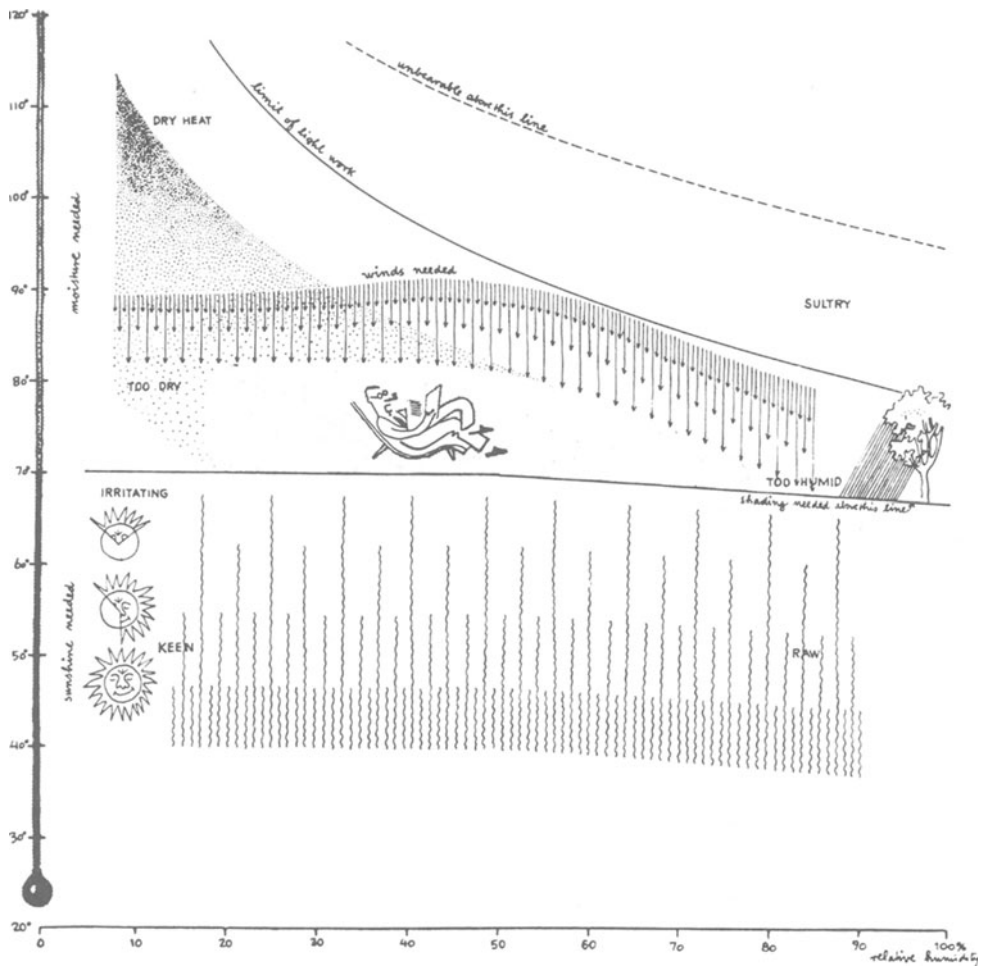 120°
unbearable above this line
110°
DRY HEAT
limit of light work
100°
moisture needed
winds needed
90°
SULTRY
80°
TOO DRY
70°
TOO HUMID
IRRITATING
shading needed above this line
60°
sunshine needed
KEEN
RAW
50°
40°
30°
20°
0 10 20 30 40 50 60 70 80 90 100%
relative humidity